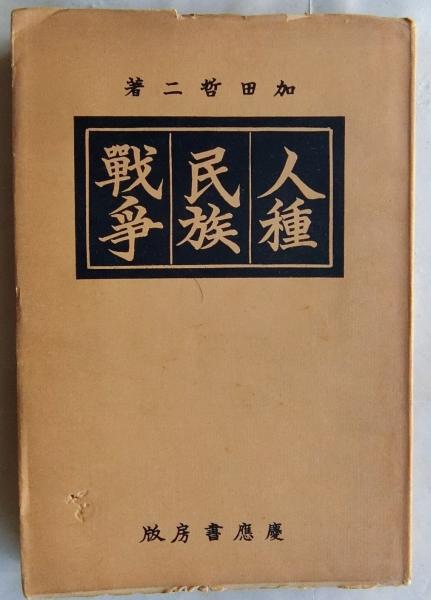 加田哲二著
人種
民族
戰爭
慶應書房版